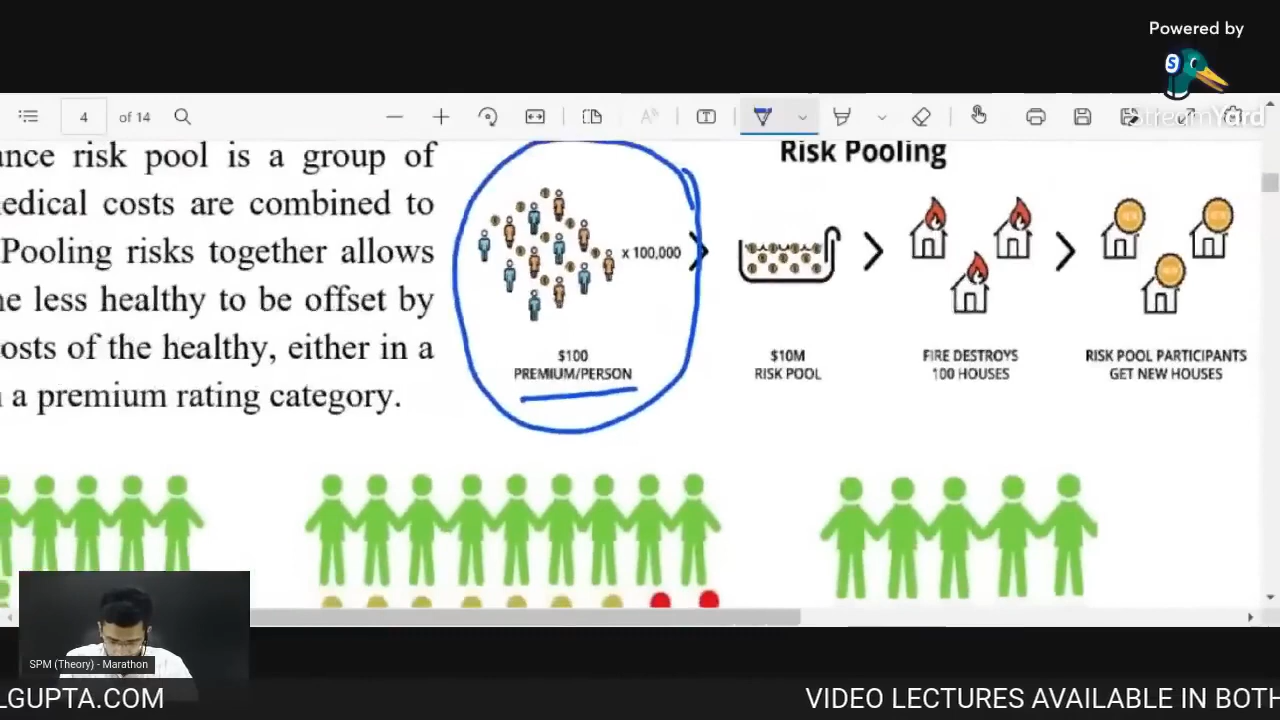 Powered by
S
StreamYard
4 of 14
ance risk pool is a group of
edical costs are combined to
Pooling risks together allows
e less healthy to be offset by
osts of the healthy, either in a
a premium rating category.
Risk Pooling
x 100,000
$100
PREMIUM/PERSON
$10M
RISK POOL
FIRE DESTROYS
100 HOUSES
RISK POOL PARTICIPANTS
GET NEW HOUSES
SPM (Theory) - Marathon
LGUPTA.COM
VIDEO LECTURES AVAILABLE IN BOTH